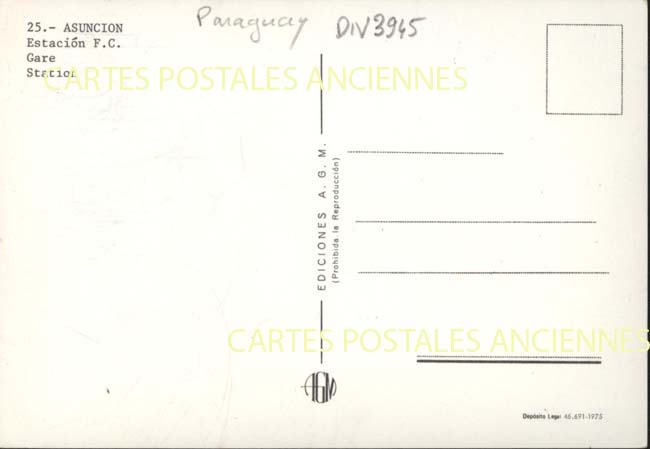 25.- ASUNCION
Estación F.C.
Gare
Station
Paraguay DIV3945
CARTES POSTALES ANCIENNES
EDICIONES A. G. M.
(Prohibida la Reproducción)
CARTES POSTALES ANCIENNES
AGM
Depósito Legal 46.691-1975